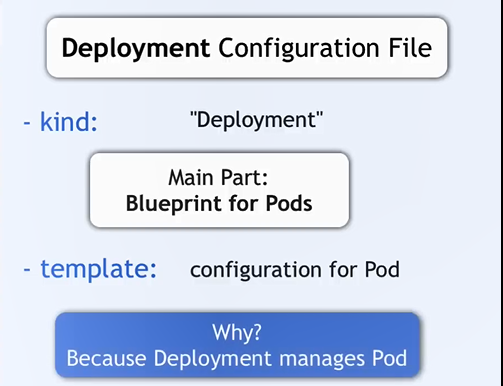 Deployment Configuration File
- kind: "Deployment"
Main Part:
Blueprint for Pods
- template: configuration for Pod
Why?
Because Deployment manages Pod